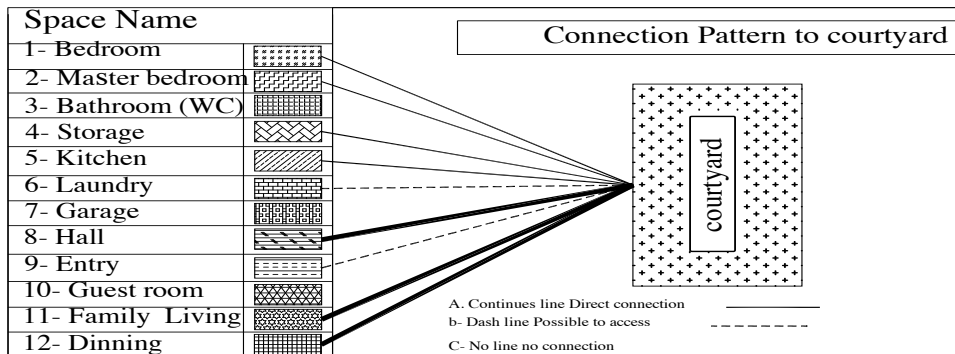 Space Name
Connection Pattern to courtyard
1- Bedroom
2- Master bedroom
3- Bathroom (WC)
4- Storage
5- Kitchen
6- Laundry
7- Garage
8- Hall
9- Entry
10- Guest room
11- Family Living
12- Dinning
courtyard
A. Continues line Direct connection
b- Dash line Possible to access
C- No line no connection